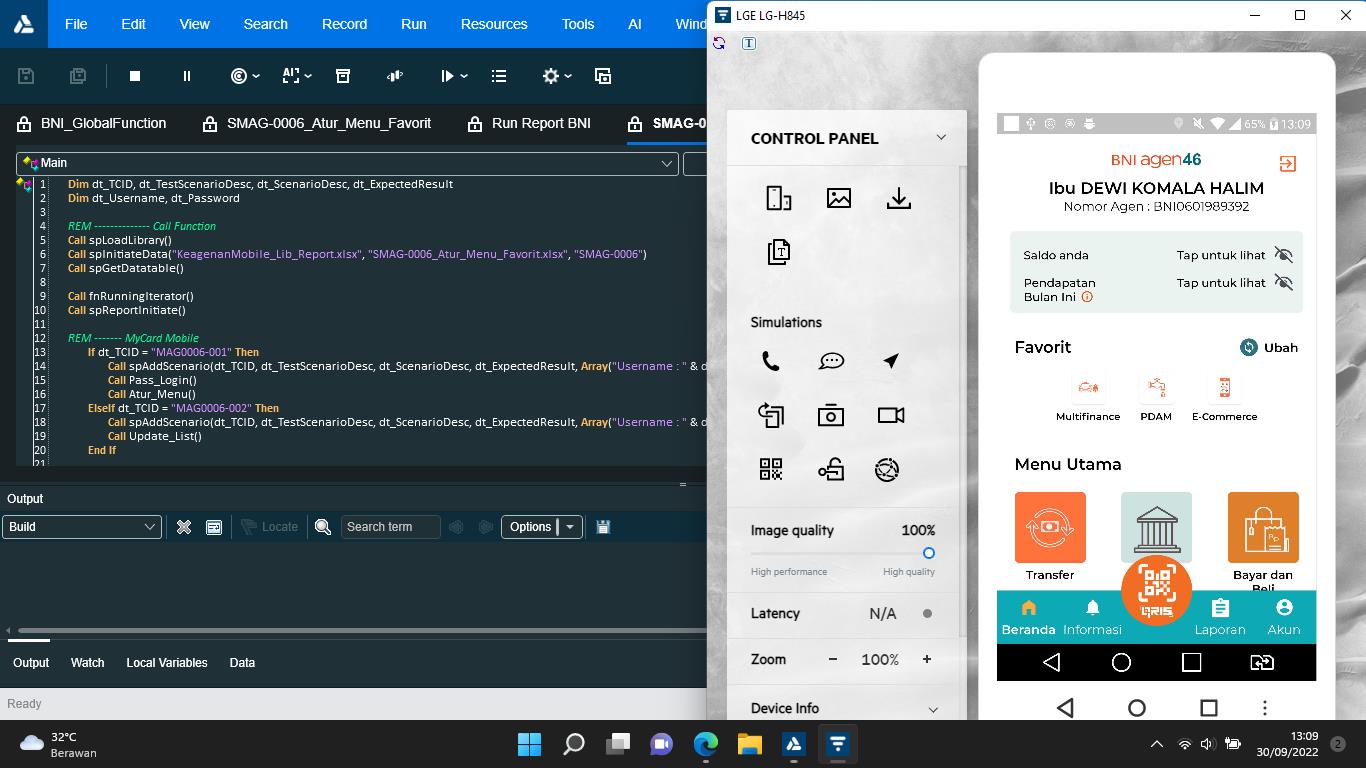 File Edit View Search Record Run Resources Tools AI Wind
BNI_GlobalFunction SMAG-0006_Atur_Menu_Favorit Run Report BNI SMAG-0
Main
1 Dim dt_TCID, dt_TestScenarioDesc, dt_ScenarioDesc, dt_ExpectedResult
2 Dim dt_Username, dt_Password
3
4 REM -------------- Call Function
5 Call spLoadLibrary()
6 Call spInitiateData("KeagenanMobile_Lib_Report.xlsx", "SMAG-0006_Atur_Menu_Favorit.xlsx", "SMAG-0006")
7 Call spGetDatatable()
8
9 Call fnRunningIterator()
10 Call spReportInitiate()
11
12 REM ------- MyCard Mobile
13 If dt_TCID = "MAG0006-001" Then
14 Call spAddScenario(dt_TCID, dt_TestScenarioDesc, dt_ScenarioDesc, dt_ExpectedResult, Array("Username : " & d
15 Call Pass_Login()
16 Call Atur_Menu()
17 ElseIf dt_TCID = "MAG0006-002" Then
18 Call spAddScenario(dt_TCID, dt_TestScenarioDesc, dt_ScenarioDesc, dt_ExpectedResult, Array("Username : " & d
19 Call Update_List()
20 End If
21
Output
Build Locate Search term Options
Output Watch Local Variables Data
Ready
LGE LG-H845
T
CONTROL PANEL
Simulations
Image quality 100%
High performance High quality
Latency N/A
Zoom − 100% +
Device Info
65% 13:09
BNI agen46
Ibu DEWI KOMALA HALIM
Nomor Agen : BNI0601989392
Saldo anda Tap untuk lihat
Pendapatan Tap untuk lihat
Bulan Ini
Favorit Ubah
Multifinance PDAM E-Commerce
Menu Utama
Transfer Bayar dan
Beli
QRIS
Beranda Informasi Laporan Akun
32°C
Berawan
13:09
30/09/2022
2